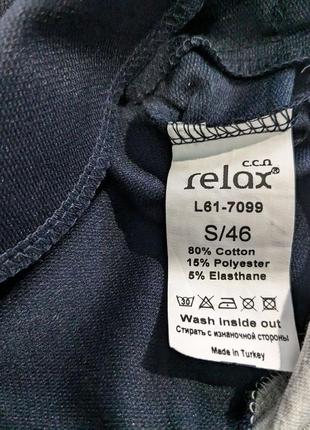 c.c.n
relax®
L61-7099
S/46
80% Cotton
15% Polyester
5% Elasthane
30
Wash inside out
Стирать с изнаночной стороны
Made in Turkey